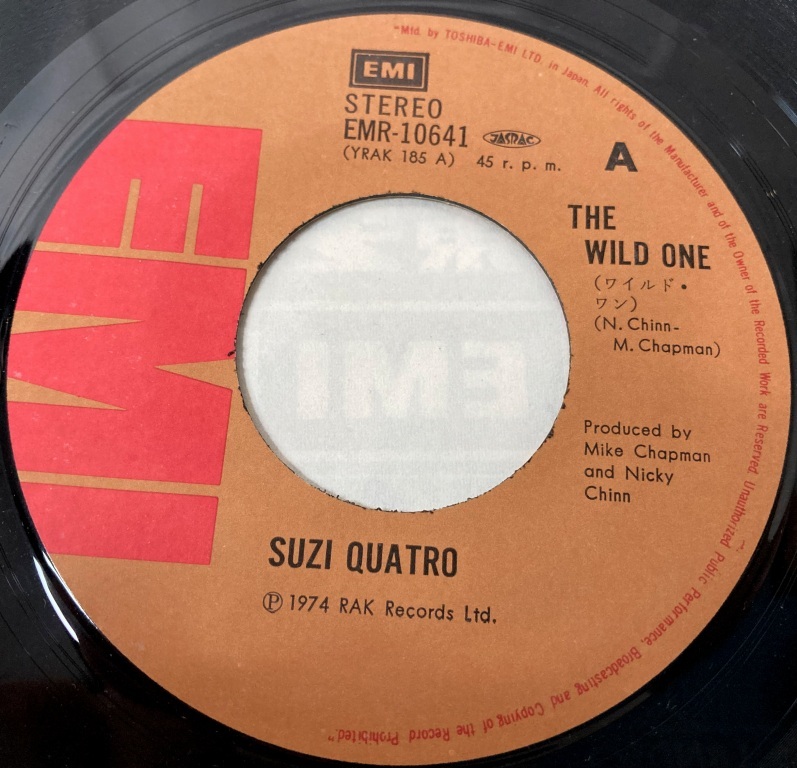 "Mfd. by TOSHIBA-EMI LTD. in Japan. All rights of the Manufacturer and of the Owner of the Recorded Work are Reserved. Unauthorized Public Performance, Broadcasting and Copying of the Record Prohibited."
EMI
STEREO
EMR-10641 JASRAC
(YRAK 185 A) 45 r. p. m.
A
EMI
THE
WILD ONE
(ワイルド・
ワン)
(N. Chinn-
M. Chapman)
Produced by
Mike Chapman
and Nicky
Chinn
SUZI QUATRO
Ⓟ 1974 RAK Records Ltd.
EMI